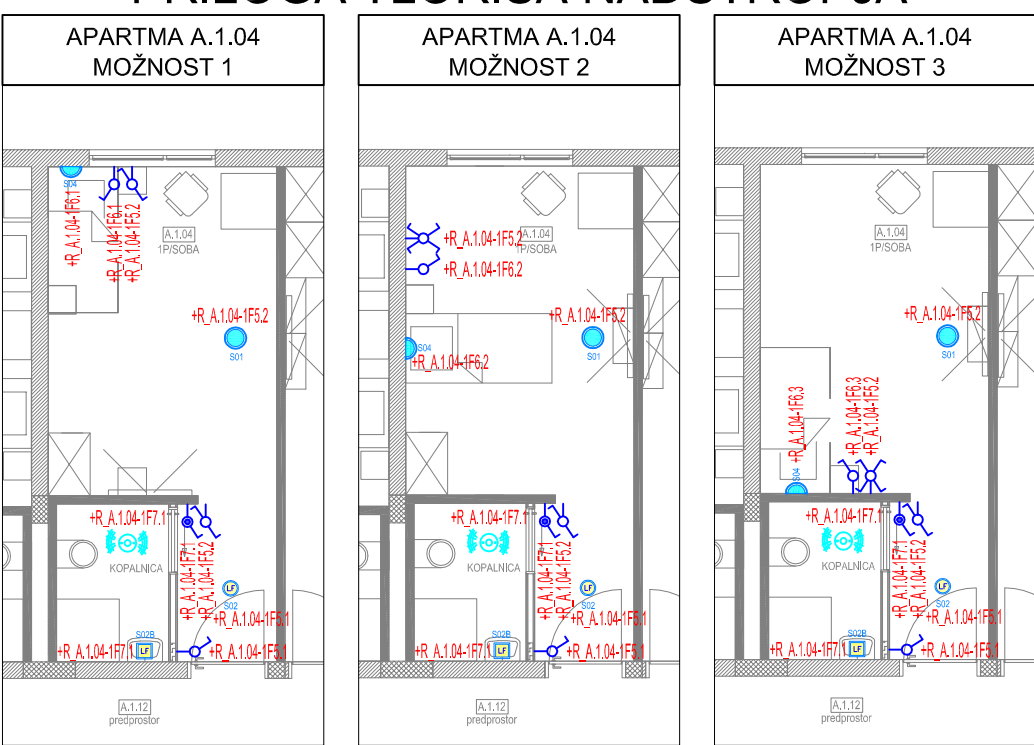 APARTMA A.1.04
MOŽNOST 1
S04
+R_A.1.04-1F6.1
+R_A.1.04-1F6.1
+R_A.1.04-1F5.2
A.1.04
1P/SOBA
+R_A.1.04-1F5.2
S01
+R_A.1.04-1F7.1
KOPALNICA
+R_A.1.04-1F7.1
+R_A.1.04-1F5.2
LF
S02
+R_A.1.04-1F5.1
S02B
+R_A.1.04-1F7.1
LF
+R_A.1.04-1F5.1
A.1.12
predprostor
APARTMA A.1.04
MOŽNOST 2
+R_A.1.04-1F5.2
A.1.04
1P/SOBA
+R_A.1.04-1F6.2
+R_A.1.04-1F5.2
S04
S01
+R_A.1.04-1F6.2
+R_A.1.04-1F7.1
KOPALNICA
+R_A.1.04-1F7.1
+R_A.1.04-1F5.2
LF
S02
+R_A.1.04-1F5.1
S02B
+R_A.1.04-1F7.1
LF
+R_A.1.04-1F5.1
A.1.12
predprostor
APARTMA A.1.04
MOŽNOST 3
A.1.04
1P/SOBA
+R_A.1.04-1F5.2
S01
+R_A.1.04-1F6.3
+R_A.1.04-1F6.3
+R_A.1.04-1F5.2
S04
+R_A.1.04-1F7.1
KOPALNICA
+R_A.1.04-1F7.1
+R_A.1.04-1F5.2
LF
S02
+R_A.1.04-1F5.1
S02B
+R_A.1.04-1F7.1
LF
+R_A.1.04-1F5.1
A.1.12
predprostor